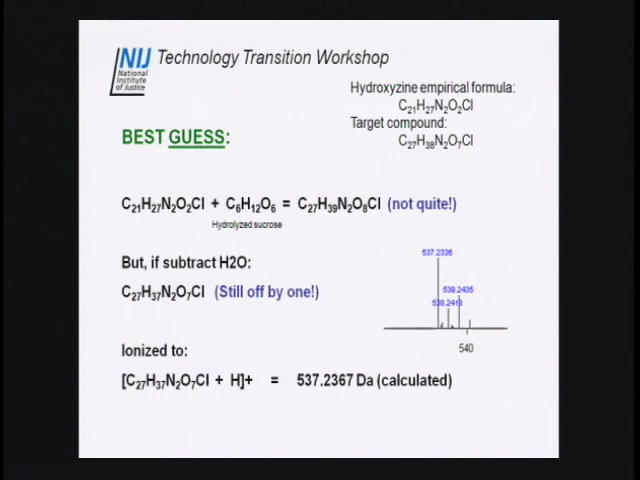 NIJ Technology Transition Workshop
National
Institute
of Justice
Hydroxyzine empirical formula:
C₂₁H₂₇N₂O₂Cl
Target compound:
C₂₇H₃₈N₂O₇Cl
BEST GUESS:
C₂₁H₂₇N₂O₂Cl + C₆H₁₂O₆ = C₂₇H₃₉N₂O₈Cl (not quite!)
Hydrolyzed sucrose
But, if subtract H2O:
C₂₇H₃₇N₂O₇Cl (Still off by one!)
537.2336
539.2405
538.2413
540
Ionized to:
[C₂₇H₃₇N₂O₇Cl + H]+ = 537.2367 Da (calculated)